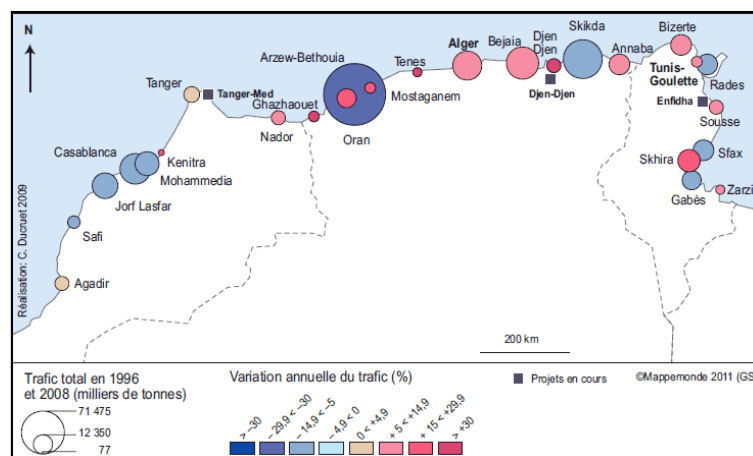 N
Réalisation: C. Ducruet 2009
Tanger
Tanger-Med
Casablanca
Kenitra
Mohammedia
Jorf Lasfar
Safi
Agadir
Ghazhaouet
Nador
Arzew-Bethouia
Oran
Mostaganem
Tenes
Alger
Bejaia
Djen
Djen
Djen-Djen
Skikda
Annaba
Bizerte
Tunis-
Goulette
Rades
Enfidha
Sousse
Sfax
Skhira
Gabès
Zarzi
200 km
Trafic total en 1996
et 2008 (milliers de tonnes)
71 475
12 350
77
Variation annuelle du trafic (%)
> −30
− 29,9 < −30
− 14,9 < −5
− 4,9 < 0
0 < +4,9
+ 5 < +14,9
+ 15 < +29,9
> +30
Projets en cours
©Mappemonde 2011 (GS